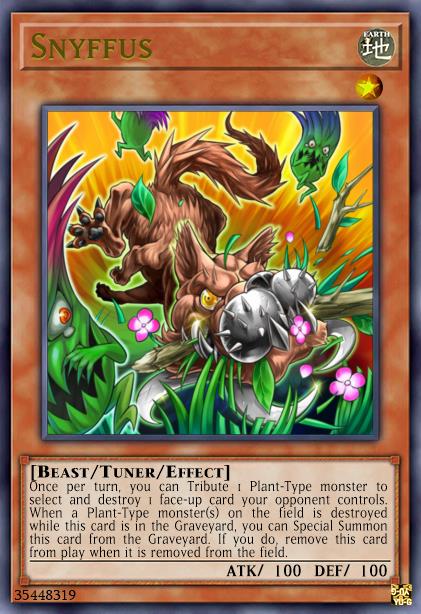 SNYFFUS
EARTH
地
[BEAST/TUNER/EFFECT]
Once per turn, you can Tribute 1 Plant-Type monster to
select and destroy 1 face-up card your opponent controls.
When a Plant-Type monster(s) on the field is destroyed
while this card is in the Graveyard, you can Special Summon
this card from the Graveyard. If you do, remove this card
from play when it is removed from the field.
ATK/ 100 DEF/ 100
35448319